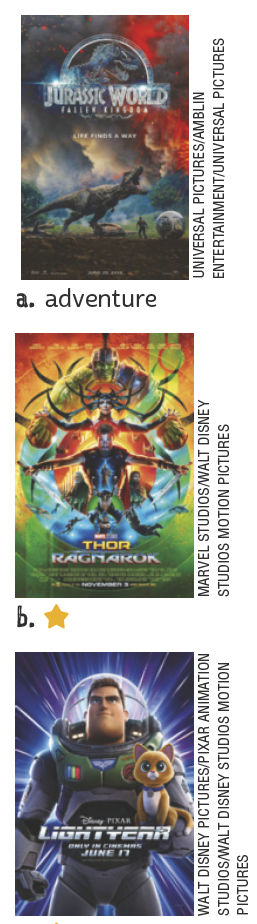 JURASSIC WORLD
FALLEN KINGDOM
LIFE FINDS A WAY
UNIVERSAL PICTURES/AMBLIN
ENTERTAINMENT/UNIVERSAL PICTURES
a. adventure
MARVEL STUDIOS
THOR
RAGNAROK
NOVEMBER 3
MARVEL STUDIOS/WALT DISNEY
STUDIOS MOTION PICTURES
b.
Disney PIXAR
LIGHTYEAR
ONLY IN CINEMAS
JUNE 17
WALT DISNEY PICTURES/PIXAR ANIMATION
STUDIOS/WALT DISNEY STUDIOS MOTION
PICTURES